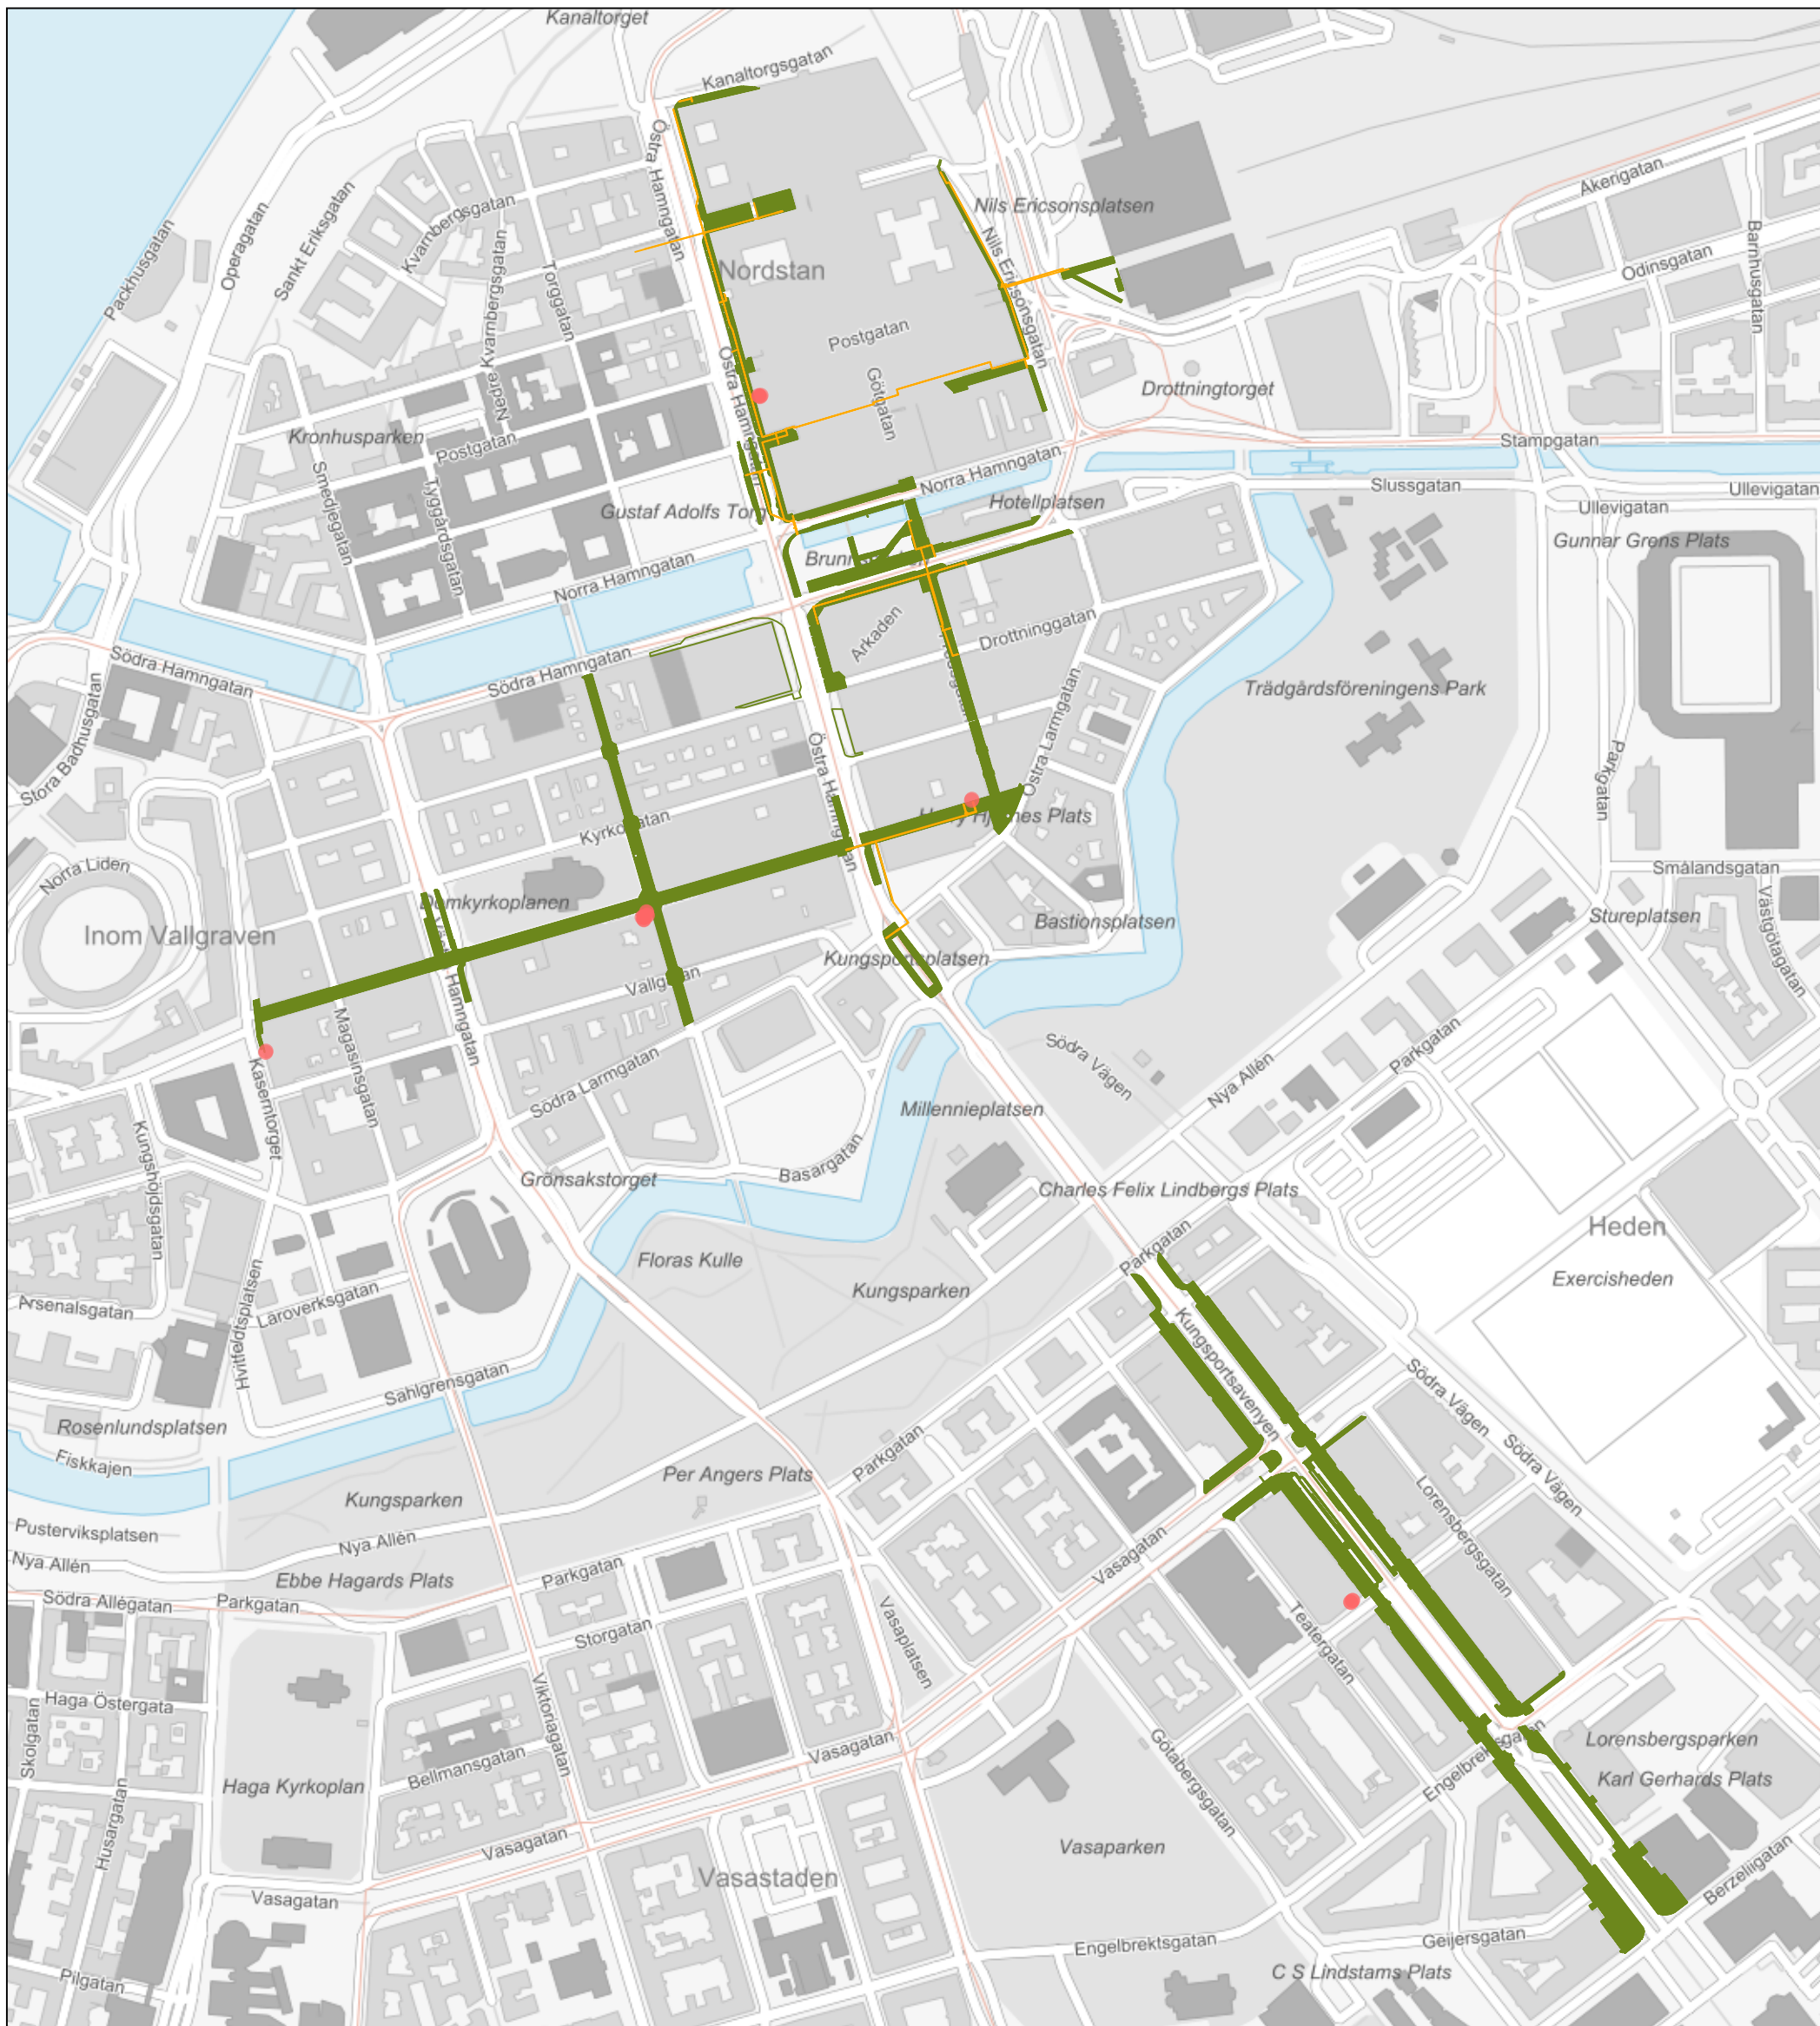 Kanaltorget
Kanaltorgsgatan
Östra Hamngatan
Åkerigatan
Nils Ericsonsplatsen
Packhusgatan
Operagatan
Sankt Eriksgatan
Kvarnbergsgatan
Torggatan
Nedre Kvarnbergsgatan
Nordstan
Nils Ericsonsgatan
Odinsgatan
Barnhusgatan
Postgatan
Östra Hamngatan
Götgatan
Drottningtorget
Kronhusparken
Postgatan
Smedjegatan
Tyggårdsgatan
Stampgatan
Norra Hamngatan
Slussgatan
Ullevigatan
Ullevigatan
Hotellplatsen
Gustaf Adolfs Torg
Gunnar Grens Plats
Norra Hamngatan
Arkaden
Drottninggatan
Södra Hamngatan
Södra Hamngatan
Trädgårdsföreningens Park
Östra Larmgatan
Stora Badhusgatan
Östra Hamngatan
Parkgatan
Kyrkogatan
Norra Liden
Smålandsgatan
Domkyrkoplanen
Inom Vallgraven
Bastionsplatsen
Stureplatsen
Västgötagatan
Kungsportsplatsen
Vallgatan
Magasinsgatan
Södra Larmgatan
Södra Vägen
Nya Allén
Parkgatan
Kaserntorget
Millennieplatsen
Kungshöjdsgatan
Grönsakstorget
Basargatan
Charles Felix Lindbergs Plats
Heden
Floras Kulle
Parkgatan
Exercisheden
Kungsparken
Arsenalsgatan
Hvitfeldtsplatsen
Kungsportsavenyen
Sahlgrensgatan
Södra Vägen
Södra Vägen
Rosenlundsplatsen
Fiskkajen
Parkgatan
Per Angers Plats
Kungsparken
Lorensbergsgatan
Pusterviksplatsen
Nya Allén
Nya Allén
Vasagatan
Ebbe Hagards Plats
Parkgatan
Södra Allégatan
Parkgatan
Storgatan
Vasaplatsen
Teatergatan
Haga Östergata
Skolgatan
Viktoriagatan
Vasagatan
Götabergsgatan
Engelbrektsgatan
Lorensbergsparken
Bellmansgatan
Haga Kyrkoplan
Karl Gerhards Plats
Husargatan
Vasagatan
Vasaparken
Vasastaden
Berzeliigatan
Vasagatan
Engelbrektsgatan
Geijersgatan
Pilgatan
C S Lindstams Plats